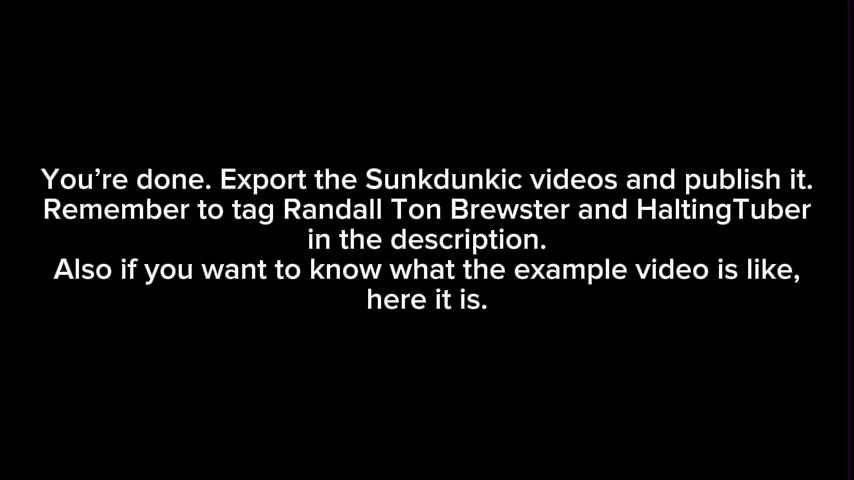 You’re done. Export the Sunkdunkic videos and publish it.
Remember to tag Randall Ton Brewster and HaltingTuber
in the description.
Also if you want to know what the example video is like,
here it is.